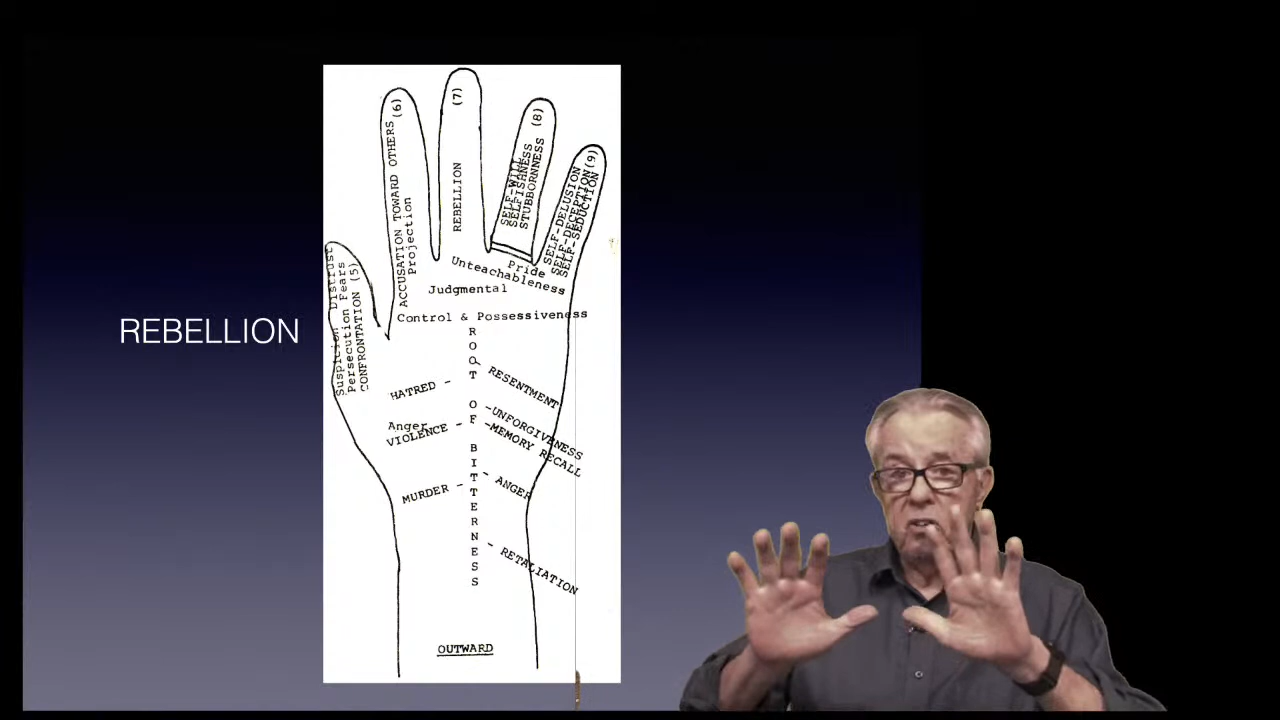 REBELLION
Suspicion Distrust
Persecution Fears
CONFRONTATION (5)
ACCUSATION TOWARD OTHERS (6)
Projection
REBELLION (7)
SELF-WILL
SELFISHNESS
STUBBORNNESS (8)
SELF-DELUSION
SELF-DECEPTION (9)
SELF-SEDUCTION
Pride
Unteachableness
Judgmental
Control & Possessiveness
ROOT OF BITTERNESS
HATRED -
Anger
VIOLENCE -
MURDER -
- RESENTMENT
-UNFORGIVENESS
-MEMORY RECALL
- ANGER
- RETALIATION
OUTWARD